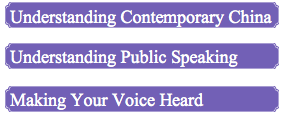 Understanding Contemporary China
Understanding Public Speaking
Making Your Voice Heard